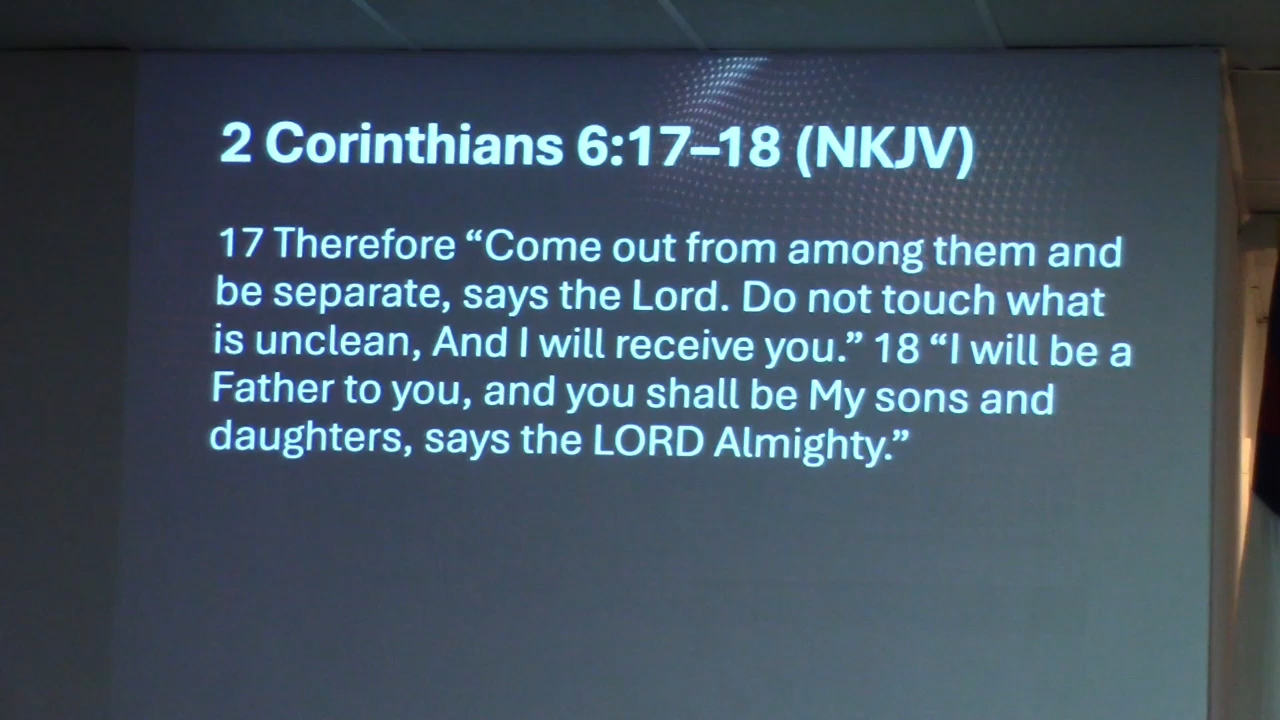 2 Corinthians 6:17–18 (NKJV)
17 Therefore “Come out from among them and
be separate, says the Lord. Do not touch what
is unclean, And I will receive you.” 18 “I will be a
Father to you, and you shall be My sons and
daughters, says the LORD Almighty.”